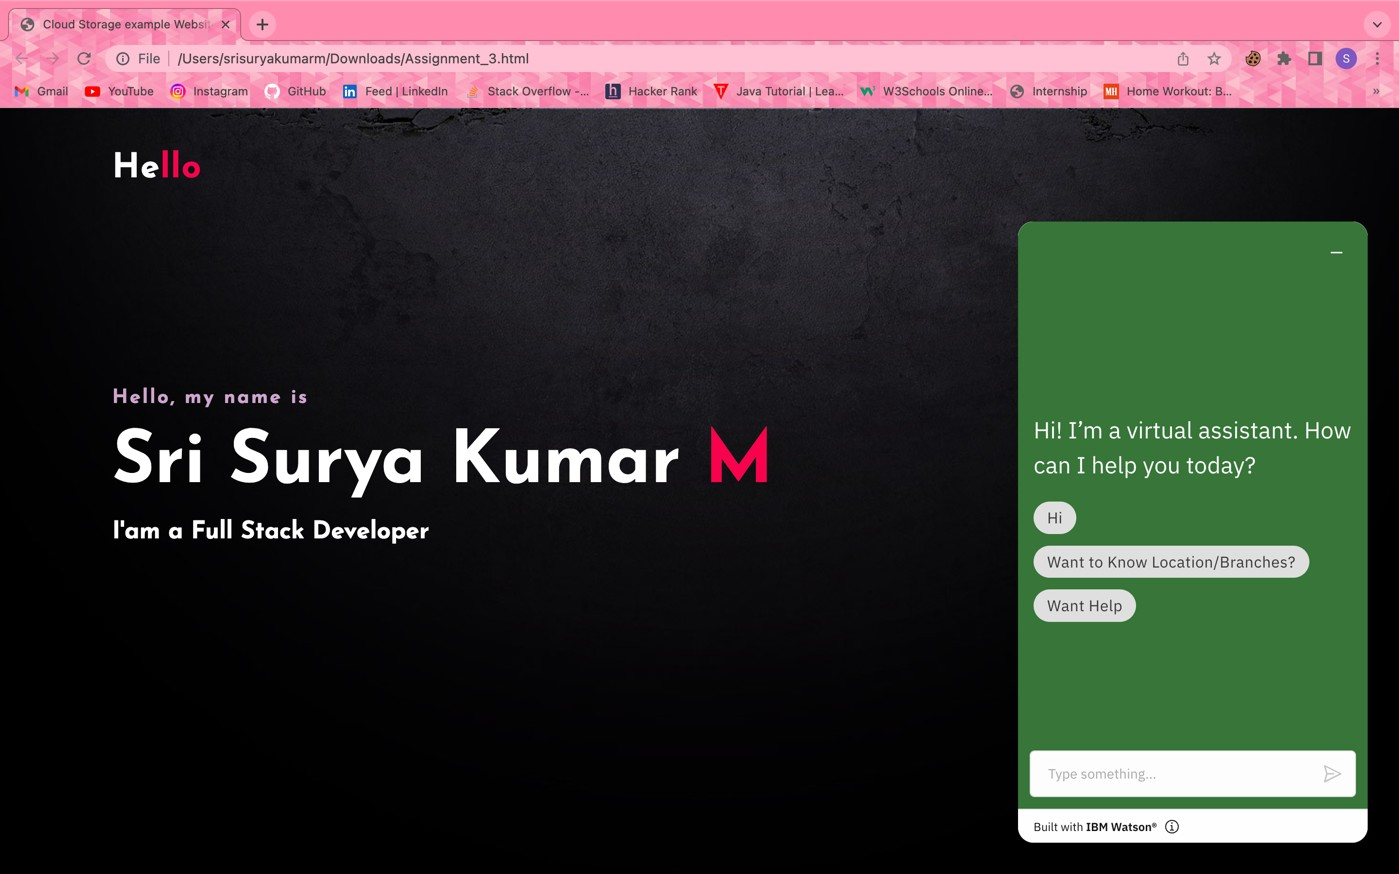 Cloud Storage example Websi
File
/Users/srisuryakumarm/Downloads/Assignment_3.html
S
Gmail
YouTube
Instagram
GitHub
Feed | LinkedIn
Stack Overflow -...
h
Hacker Rank
T
Java Tutorial | Lea...
W3Schools Online...
Internship
MH
Home Workout: B...
»
Hello
Hello, my name is
Sri Surya Kumar M
I'am a Full Stack Developer
Hi! I’m a virtual assistant. How
can I help you today?
Hi
Want to Know Location/Branches?
Want Help
Type something...
Built with IBM Watson®